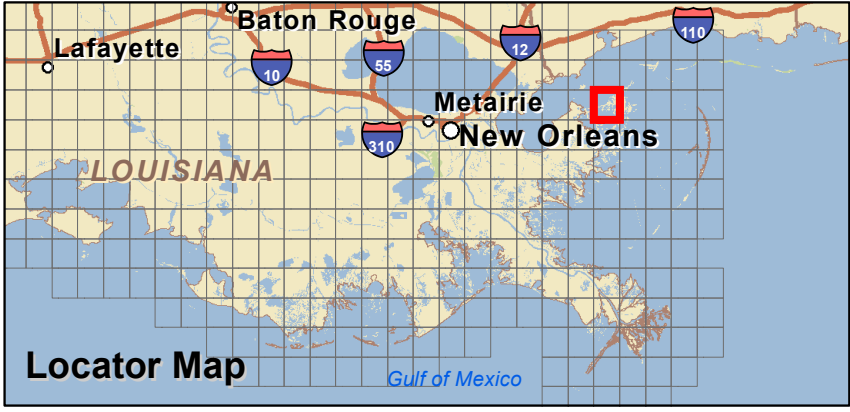 Baton Rouge
110
12
Lafayette
55
10
Metairie
New Orleans
310
LOUISIANA
Locator Map
Gulf of Mexico